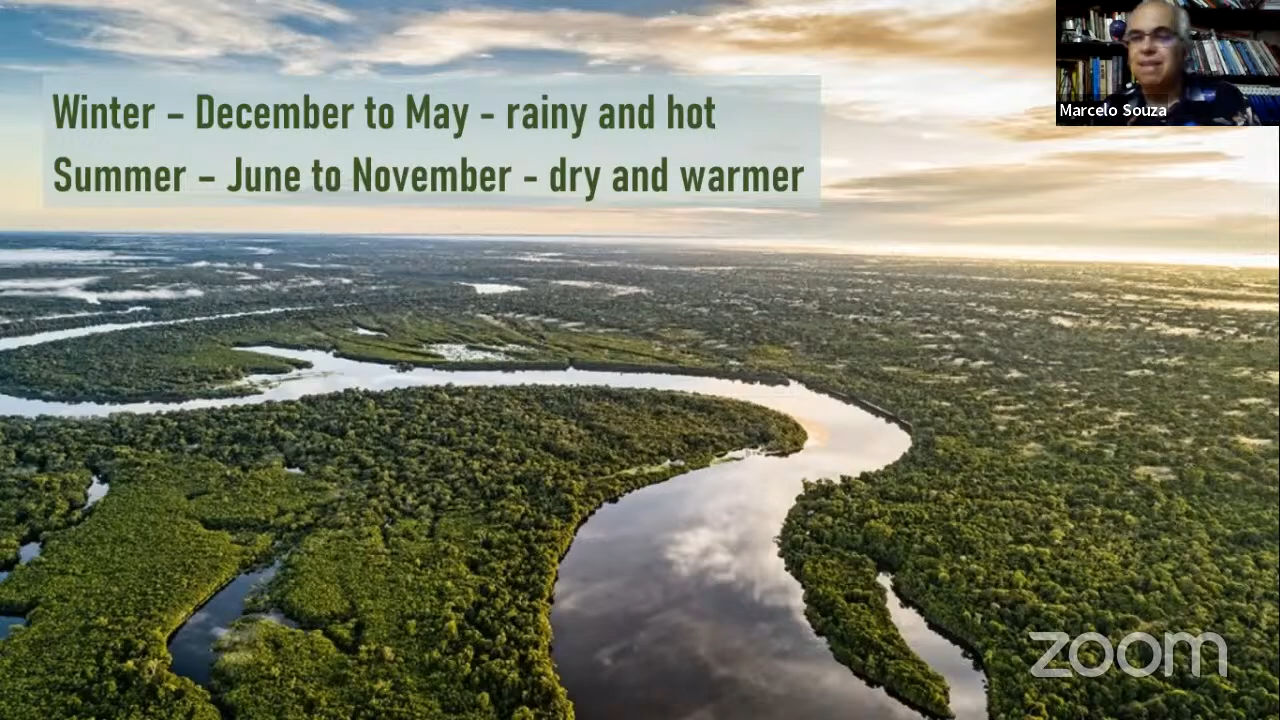 Winter – December to May - rainy and hot
Summer – June to November - dry and warmer
Marcelo Souza
zoom